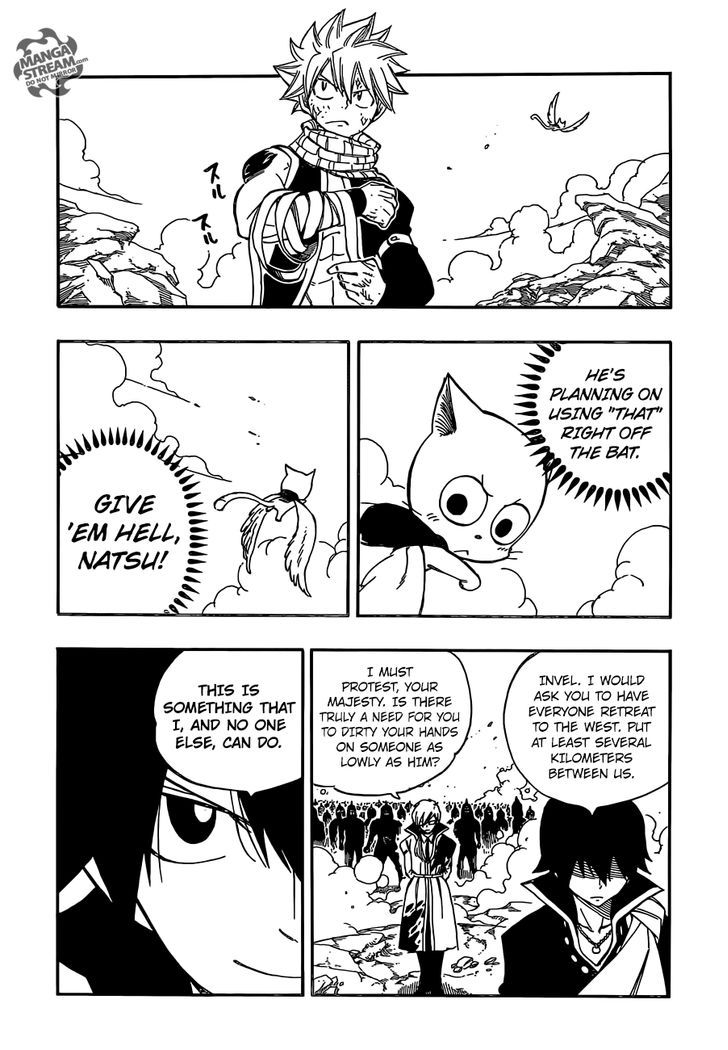 MANGA
STREAM.com
DO NOT MIRROR
ズル
ズル
HE'S
PLANNING ON
USING "THAT"
RIGHT OFF
THE BAT.
GIVE
'EM HELL,
NATSU!
INVEL. I WOULD
ASK YOU TO HAVE
EVERYONE RETREAT
TO THE WEST. PUT
AT LEAST SEVERAL
KILOMETERS
BETWEEN US.
I MUST
PROTEST, YOUR
MAJESTY. IS THERE
TRULY A NEED FOR YOU
TO DIRTY YOUR HANDS
ON SOMEONE AS
LOWLY AS HIM?
THIS IS
SOMETHING THAT
I, AND NO ONE
ELSE, CAN DO.